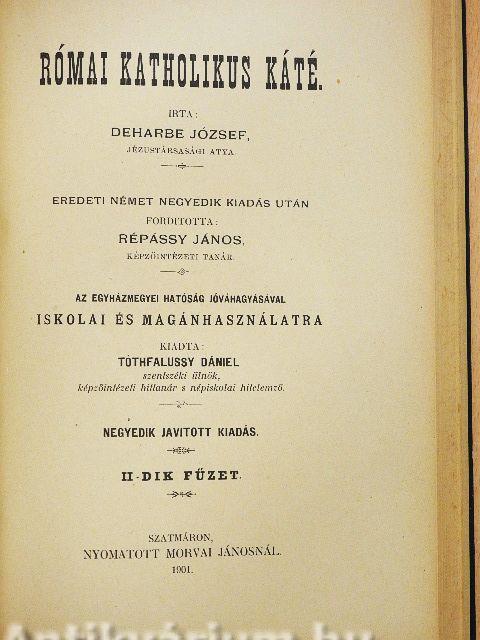 RÓMAI KATHOLIKUS KÁTÉ.
IRTA:
DEHARBE JÓZSEF,
JÉZUSTÁRSASÁGI ATYA.
EREDETI NÉMET NEGYEDIK KIADÁS UTÁN
FORDITOTTA:
RÉPÁSSY JÁNOS,
KÉPZŐINTÉZETI TANÁR.
AZ EGYHÁZMEGYEI HATÓSÁG JÓVÁHAGYÁSÁVAL
ISKOLAI ÉS MAGÁNHASZNÁLATRA
KIADTA:
TÓTHFALUSSY DÁNIEL
szentszéki ülnök,
képzőintézeti hittanár s népiskolai hitelemző.
NEGYEDIK JAVITOTT KIADÁS.
II-DIK FŰZET.
SZATMÁRON,
NYOMATOTT MORVAI JÁNOSNÁL.
1901.
Antikvárium.hu